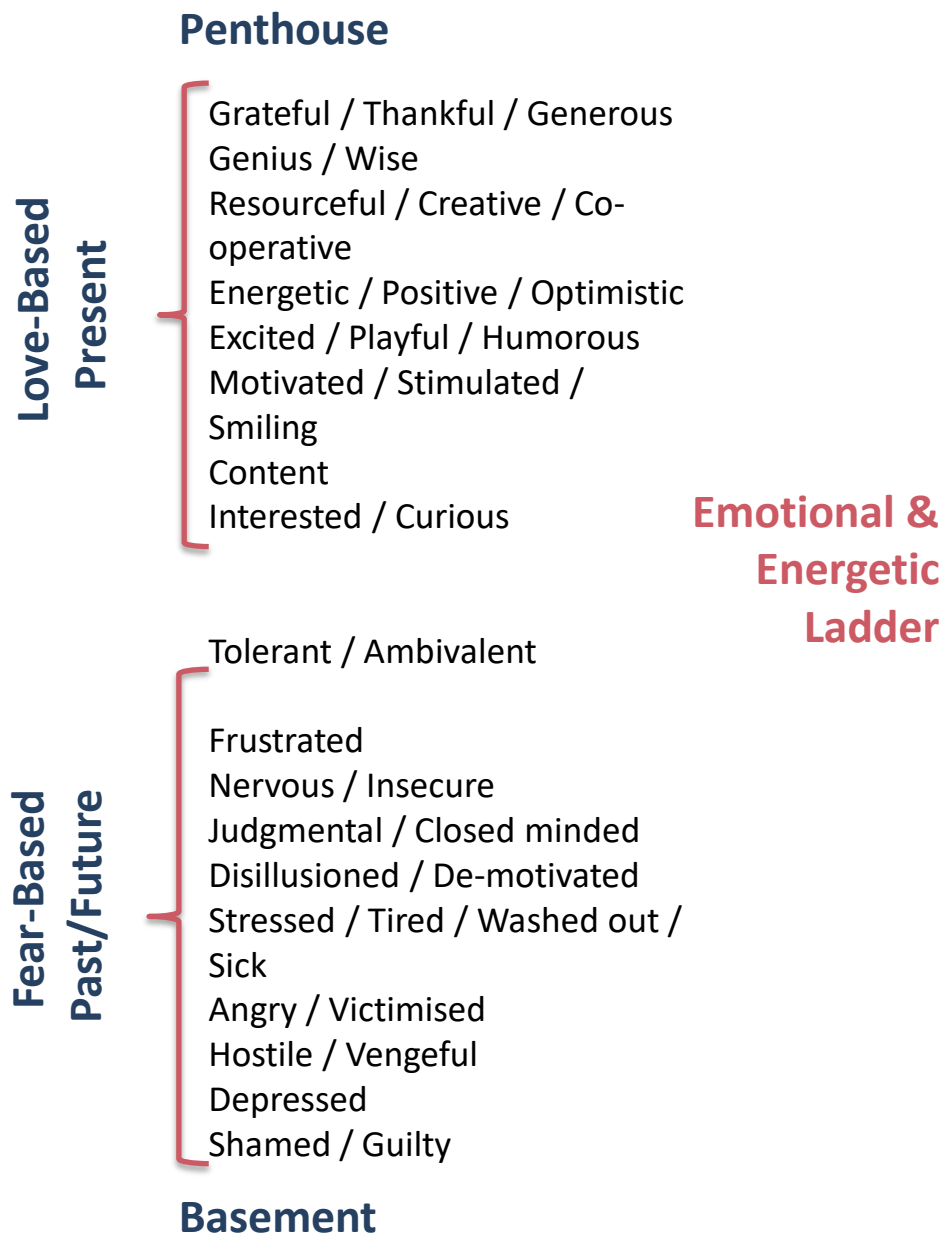 Penthouse
Love-Based
Present
Grateful / Thankful / Generous
Genius / Wise
Resourceful / Creative / Co-
operative
Energetic / Positive / Optimistic
Excited / Playful / Humorous
Motivated / Stimulated /
Smiling
Content
Interested / Curious
Emotional &
Energetic
Ladder
Tolerant / Ambivalent
Fear-Based
Past/Future
Frustrated
Nervous / Insecure
Judgmental / Closed minded
Disillusioned / De-motivated
Stressed / Tired / Washed out /
Sick
Angry / Victimised
Hostile / Vengeful
Depressed
Shamed / Guilty
Basement